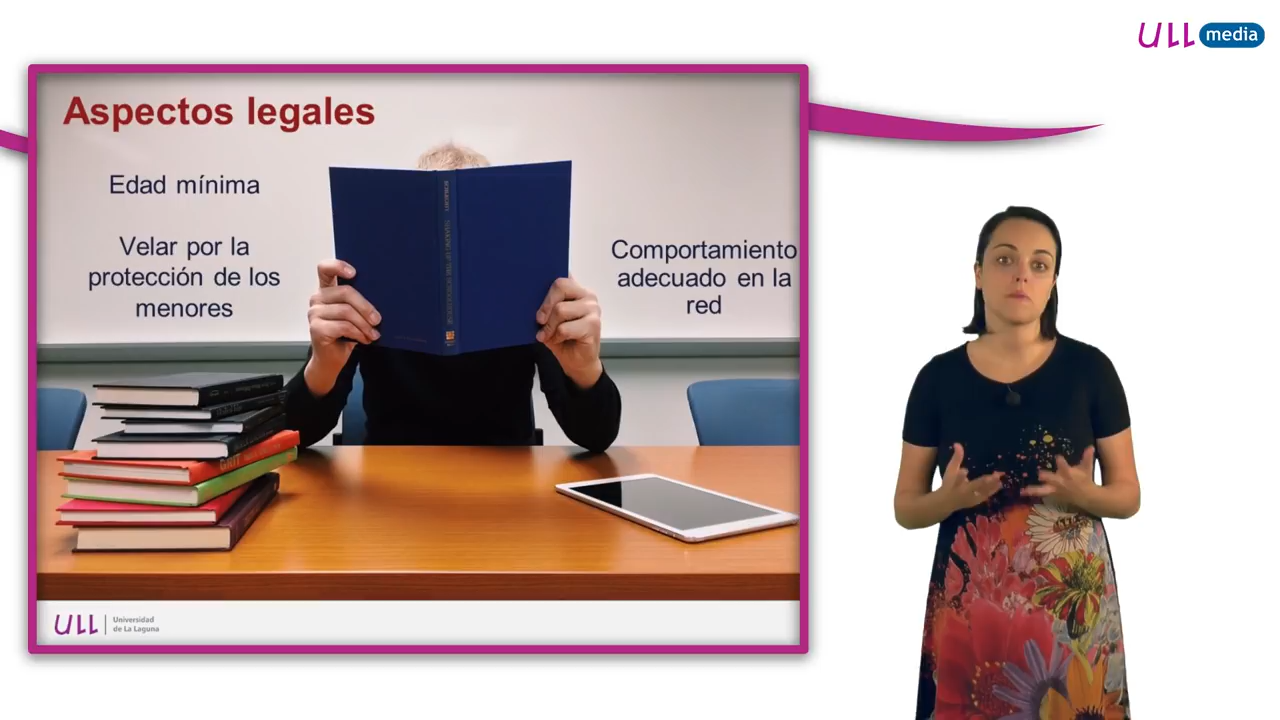 ULL media
Aspectos legales
Edad mínima
Velar por la
protección de los
menores
Comportamiento
adecuado en la
red
GRIT
ULL
Universidad
de La Laguna